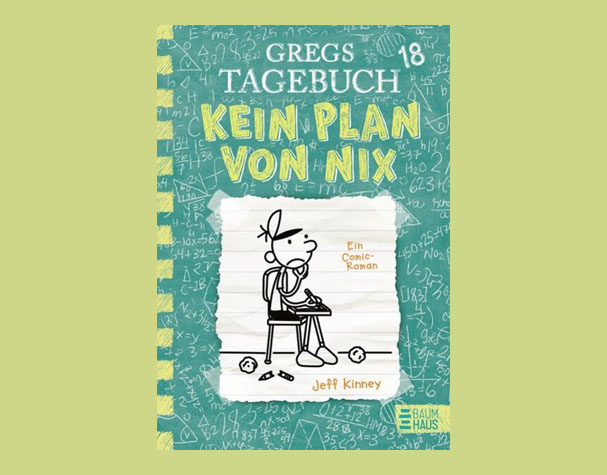 GREGS 18
TAGEBUCH
KEIN PLAN
VON NIX
Ein
Comic-
Roman
Jeff Kinney
BAUM
HAUS